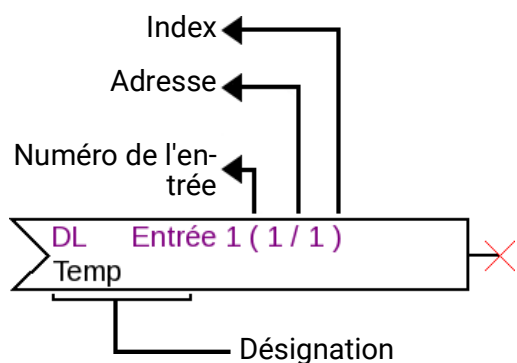 Index
Adresse
Numéro de l'en-
trée
DL Entrée 1 ( 1 / 1 )
Temp
Désignation